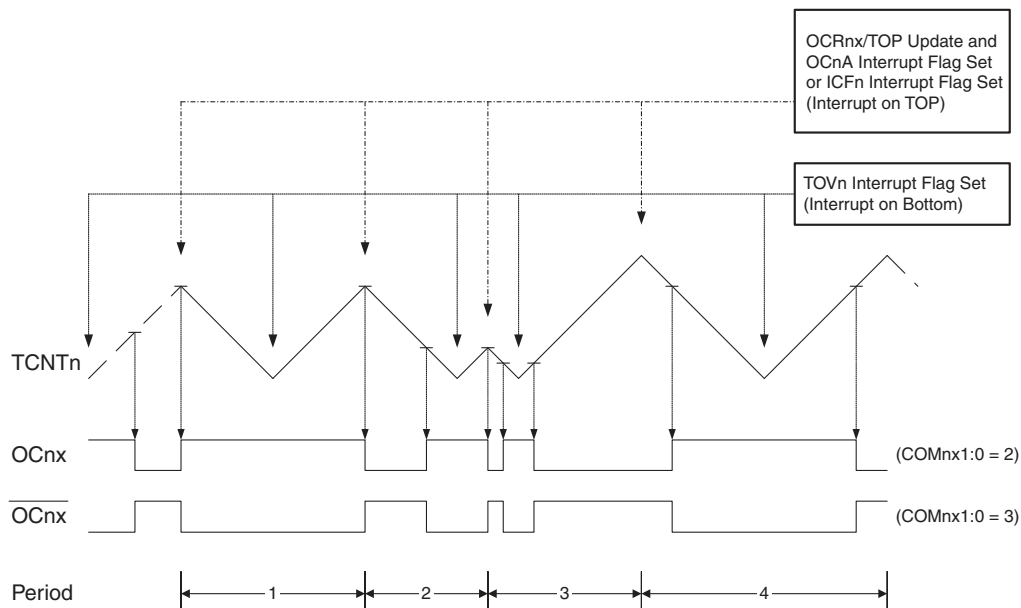 OCRnx/TOP Update and
OCnA Interrupt Flag Set
or ICFn Interrupt Flag Set
(Interrupt on TOP)
TOVn Interrupt Flag Set
(Interrupt on Bottom)
TCNTn
OCnx
(COMnx1:0 = 2)
OCnx
(COMnx1:0 = 3)
Period
1
2
3
4